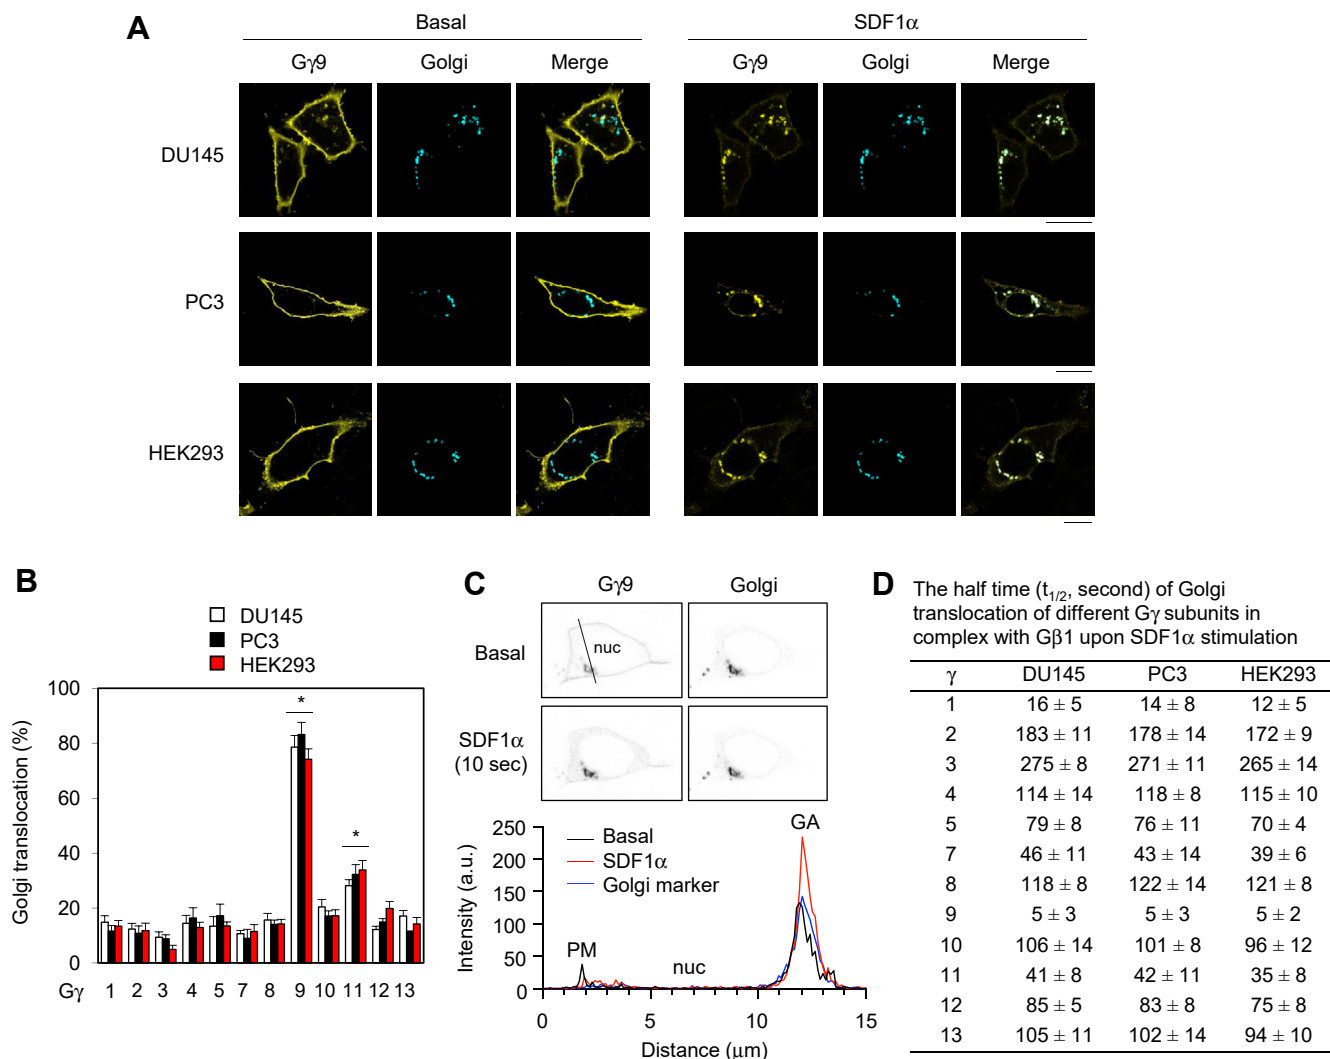 A
Basal
SDF1α
Gγ9
Golgi
Merge
Gγ9
Golgi
Merge
DU145
PC3
HEK293
B
DU145
PC3
HEK293
100
80
60
40
20
0
Golgi translocation (%)
*
*
Gγ 1 2 3 4 5 7 8 9 10 11 12 13
C
Gγ9
Golgi
Basal
nuc
SDF1α
(10 sec)
250
200
150
100
50
0
Intensity (a.u.)
Basal
SDF1α
Golgi marker
GA
PM
nuc
0 5 10 15
Distance (μm)
D
The half time (t1/2, second) of Golgi
translocation of different Gγ subunits in
complex with Gβ1 upon SDF1α stimulation
γ DU145 PC3 HEK293
1 16 ± 5 14 ± 8 12 ± 5
2 183 ± 11 178 ± 14 172 ± 9
3 275 ± 8 271 ± 11 265 ± 14
4 114 ± 14 118 ± 8 115 ± 10
5 79 ± 8 76 ± 11 70 ± 4
7 46 ± 11 43 ± 14 39 ± 6
8 118 ± 8 122 ± 14 121 ± 8
9 5 ± 3 5 ± 3 5 ± 2
10 106 ± 14 101 ± 8 96 ± 12
11 41 ± 8 42 ± 11 35 ± 8
12 85 ± 5 83 ± 8 75 ± 8
13 105 ± 11 102 ± 14 94 ± 10